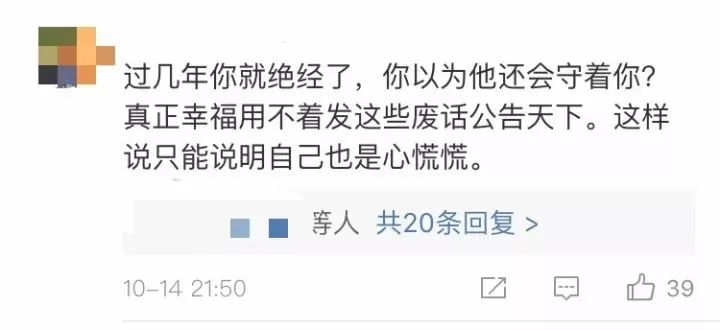 过几年你就绝经了，你以为他还会守着你？
真正幸福用不着发这些废话公告天下。这样
说只能说明自己也是心慌慌。
等人 共20条回复 >
10-14 21:50 39